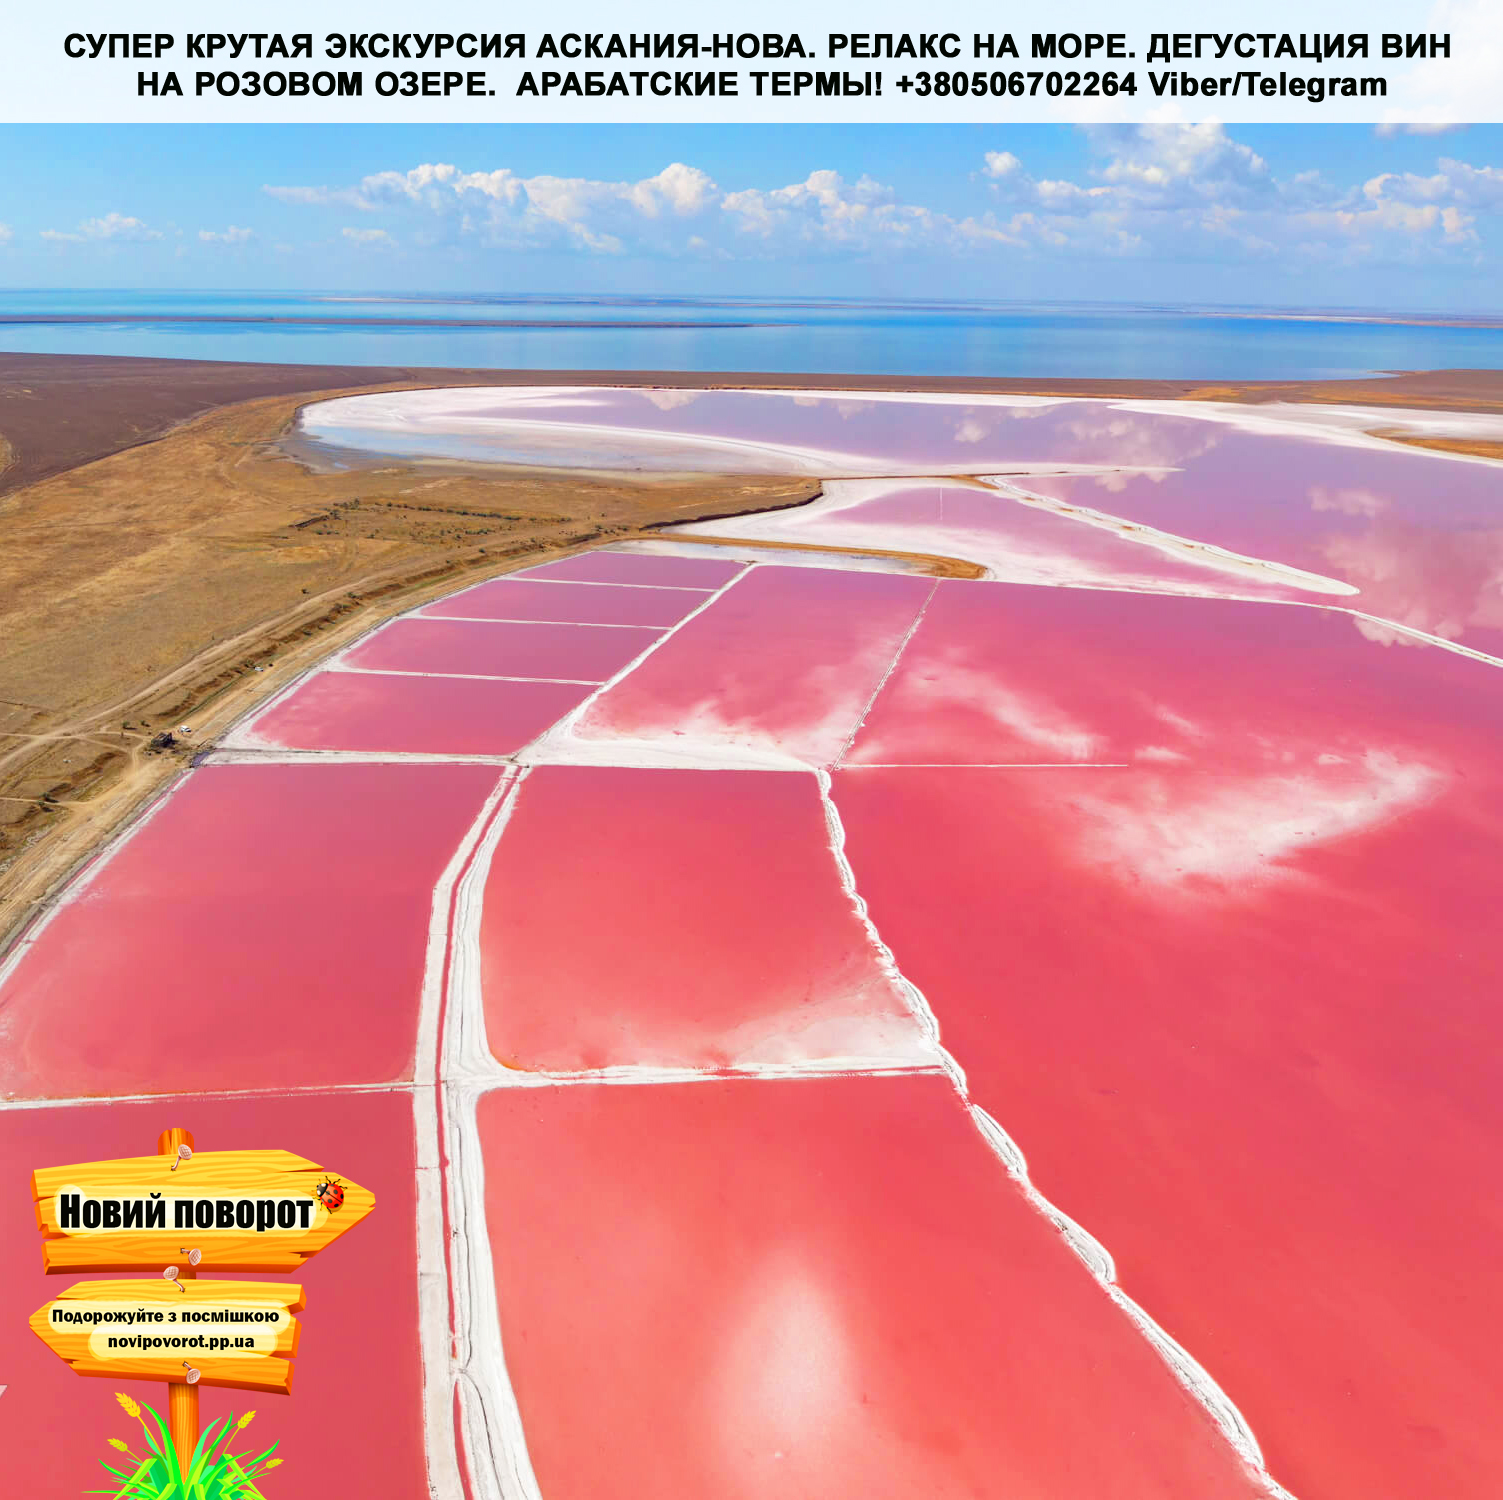 СУПЕР КРУТАЯ ЭКСКУРСИЯ АСКАНИЯ-НОВА. РЕЛАКС НА МОРЕ. ДЕГУСТАЦИЯ ВИН
НА РОЗОВОМ ОЗЕРЕ. АРАБАТСКИЕ ТЕРМЫ! +380506702264 Viber/Telegram
Новий поворот
Подорожуйте з посмішкою
novipovorot.pp.ua